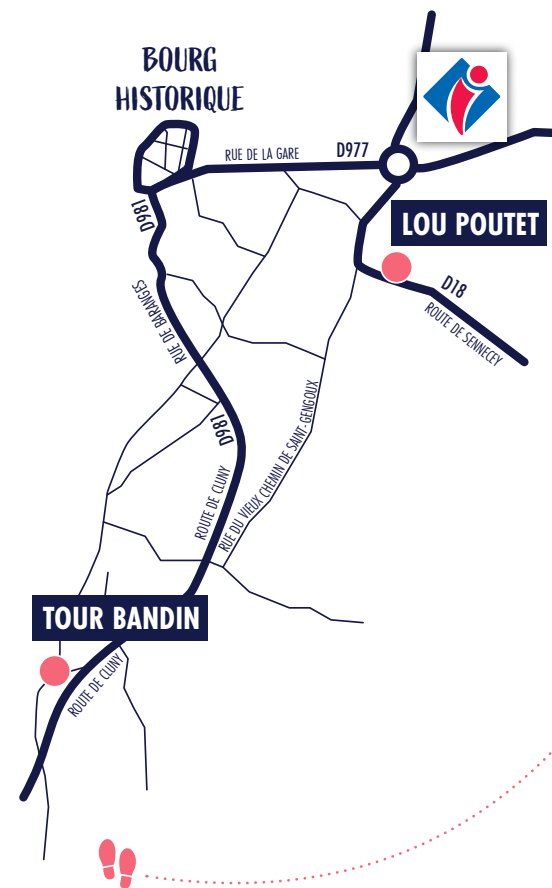 BOURG
HISTORIQUE
RUE DE LA GARE
D977
D981
LOU POUTET
D18
ROUTE DE SENNECEY
RUE DE BARANGES
D981
RUE DU VIEUX CHEMIN DE SAINT-GENGOUX
ROUTE DE CLUNY
TOUR BANDIN
ROUTE DE CLUNY